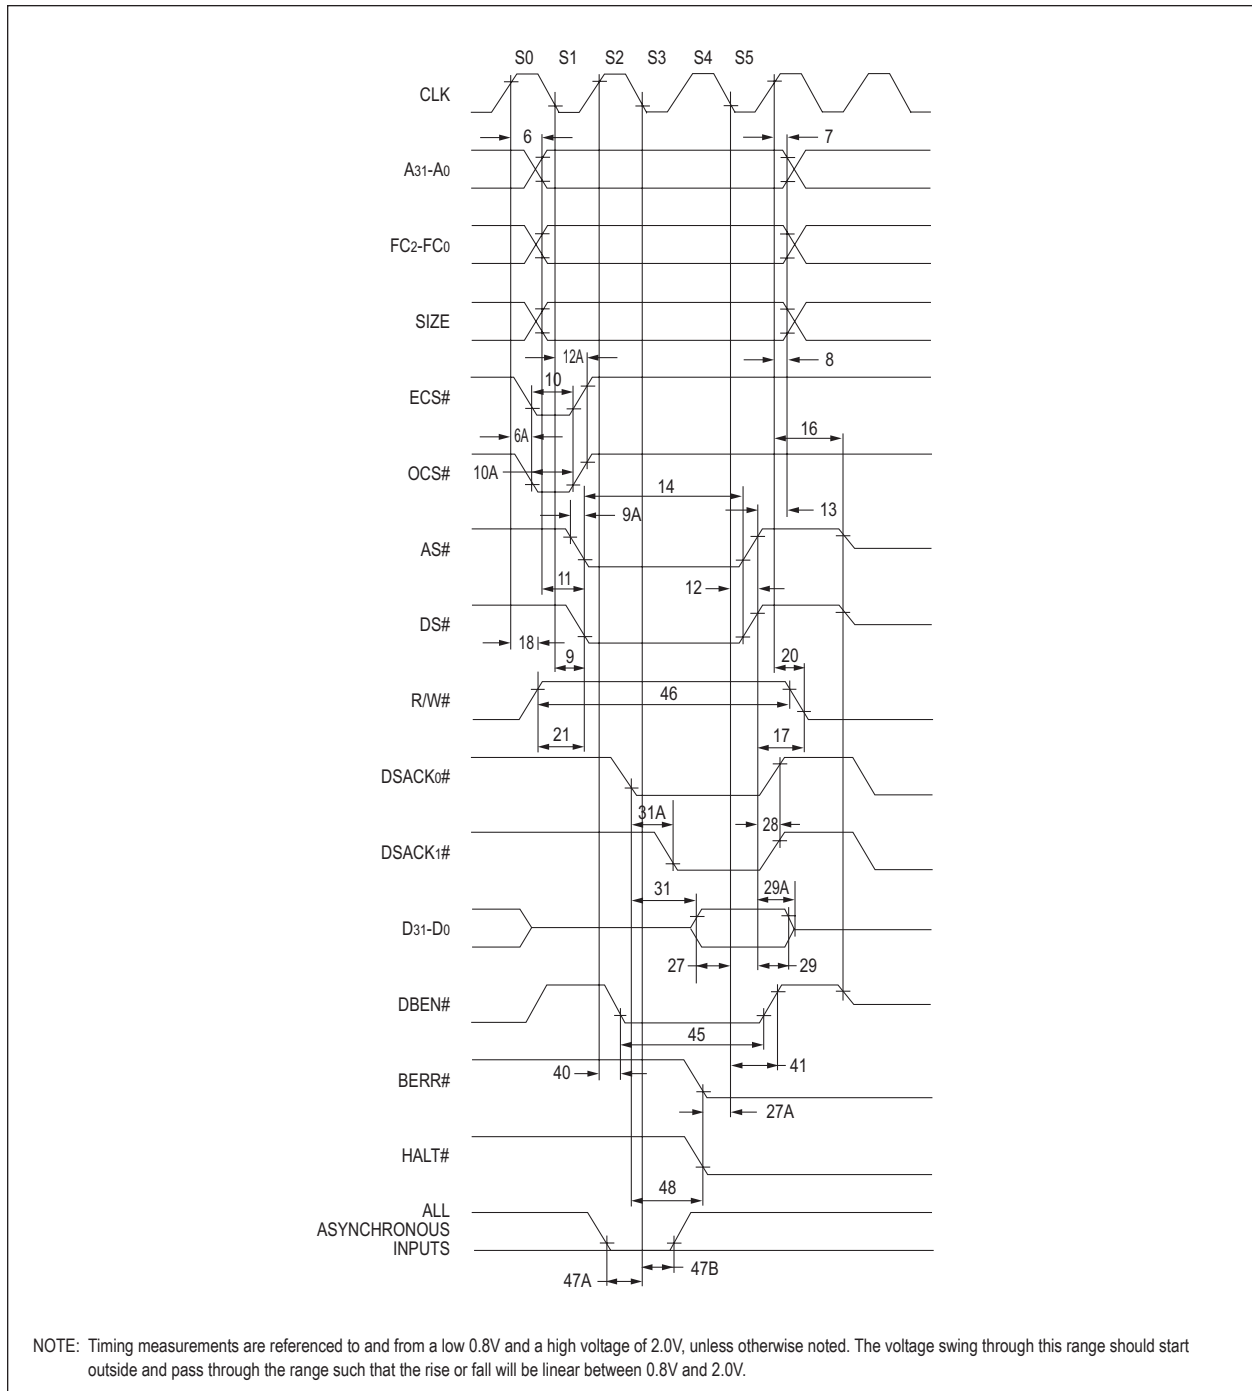 S0 S1 S2 S3 S4 S5
CLK
6 7
A31-A0
FC2-FC0
SIZE
12A 8
10
ECS#
6A 16
10A
OCS#
14
9A 13
AS#
11 12
DS#
18
9 20
R/W# 46
21 17
DSACK0#
31A 28
DSACK1#
31 29A
D31-D0
27 29
DBEN#
45
40 41
BERR#
27A
HALT#
48
ALL
ASYNCHRONOUS
INPUTS
47A 47B
NOTE: Timing measurements are referenced to and from a low 0.8V and a high voltage of 2.0V, unless otherwise noted. The voltage swing through this range should start
outside and pass through the range such that the rise or fall will be linear between 0.8V and 2.0V.